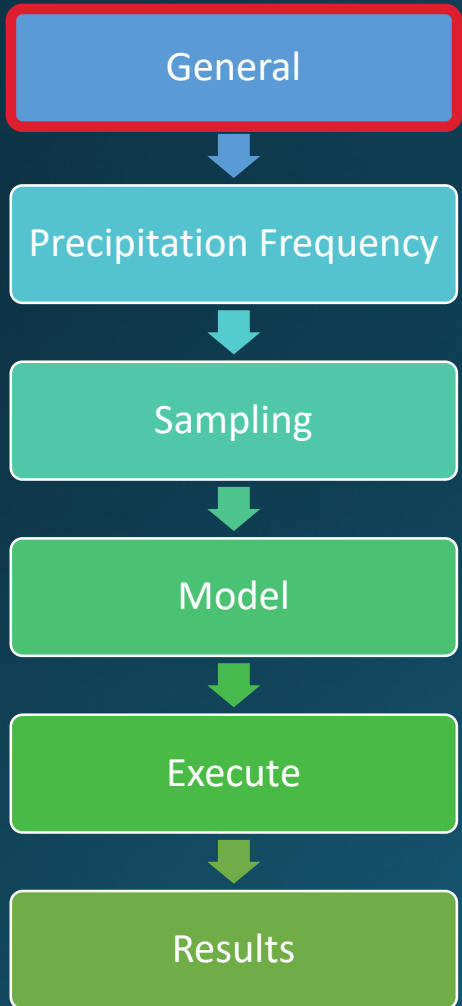 General
Precipitation Frequency
Sampling
Model
Execute
Results